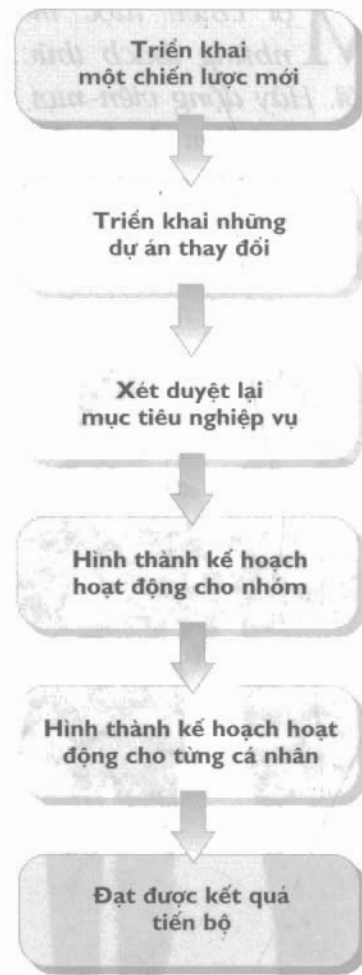 Triển khai
một chiến lược mới
Triển khai những
dự án thay đổi
Xét duyệt lại
mục tiêu nghiệp vụ
Hình thành kế hoạch
hoạt động cho nhóm
Hình thành kế hoạch hoạt
động cho từng cá nhân
Đạt được kết quả
tiến bộ